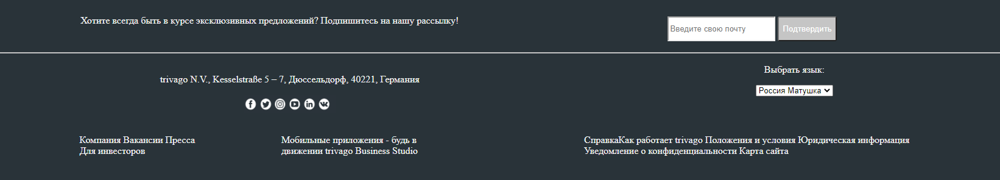 Хотите всегда быть в курсе эксклюзивных предложений? Подпишитесь на нашу рассылку!
Введите свою почту
Подтвердить
trivago N.V., Kesselstraße 5 – 7, Дюссельдорф, 40221, Германия
Выбрать язык:
Россия Матушка
Компания Вакансии Пресса
Для инвесторов
Мобильные приложения - будь в
движении trivago Business Studio
СправкаКак работает trivago Положения и условия Юридическая информация
Уведомление о конфиденциальности Карта сайта